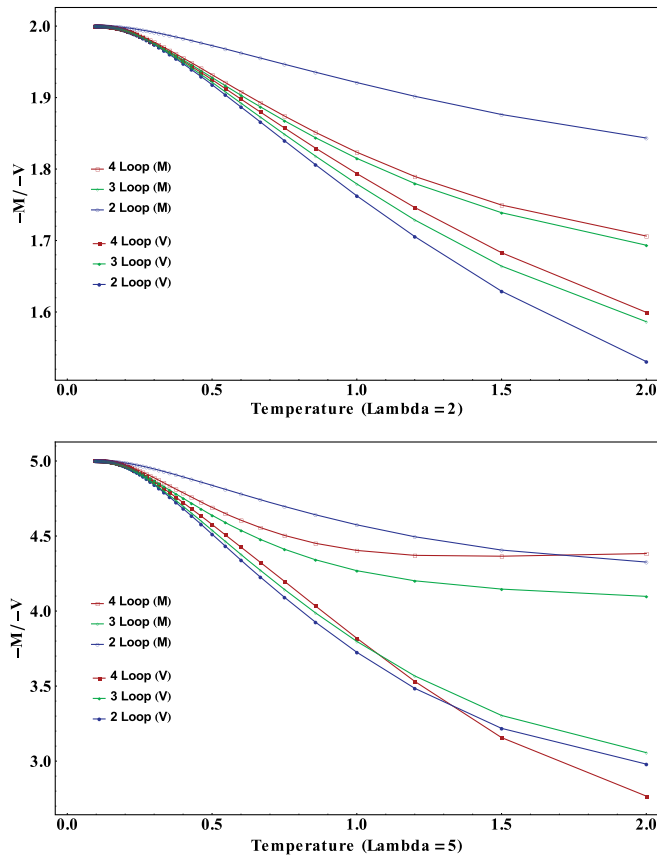 2.0
1.9
1.8
1.7
1.6
−M/−V
4 Loop (M)
3 Loop (M)
2 Loop (M)
4 Loop (V)
3 Loop (V)
2 Loop (V)
0.0 0.5 1.0 1.5 2.0
Temperature (Lambda = 2)
5.0
4.5
4.0
3.5
3.0
−M/−V
4 Loop (M)
3 Loop (M)
2 Loop (M)
4 Loop (V)
3 Loop (V)
2 Loop (V)
0.0 0.5 1.0 1.5 2.0
Temperature (Lambda = 5)